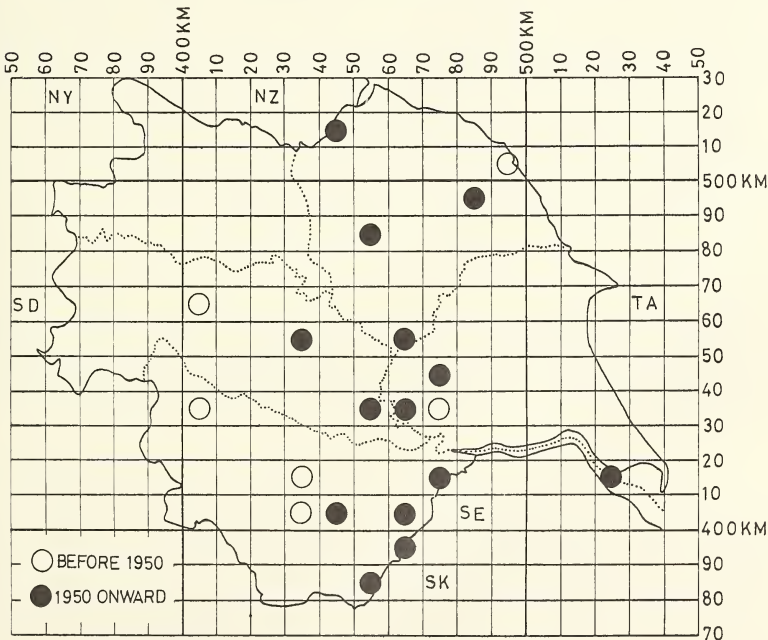 50 60 70 80 90 400KM 10 20 30 40 50 60 70 80 90 500KM 10 20 30 40 50
NY NZ
30
20
10
500KM
90
80
70
SD TA
60
50
40
30
20
10
SE
400KM
BEFORE 1950
90
1950 ONWARD SK
80
70